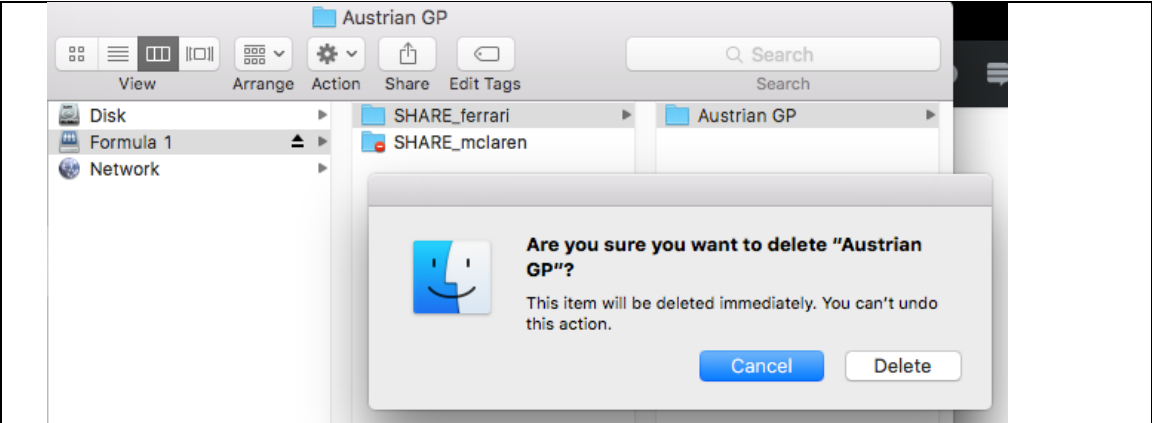 Austrian GP
Search
View Arrange Action Share Edit Tags Search
Disk SHARE_ferrari Austrian GP
Formula 1 SHARE_mclaren
Network
Are you sure you want to delete “Austrian
GP”?
This item will be deleted immediately. You can’t undo
this action.
Cancel Delete